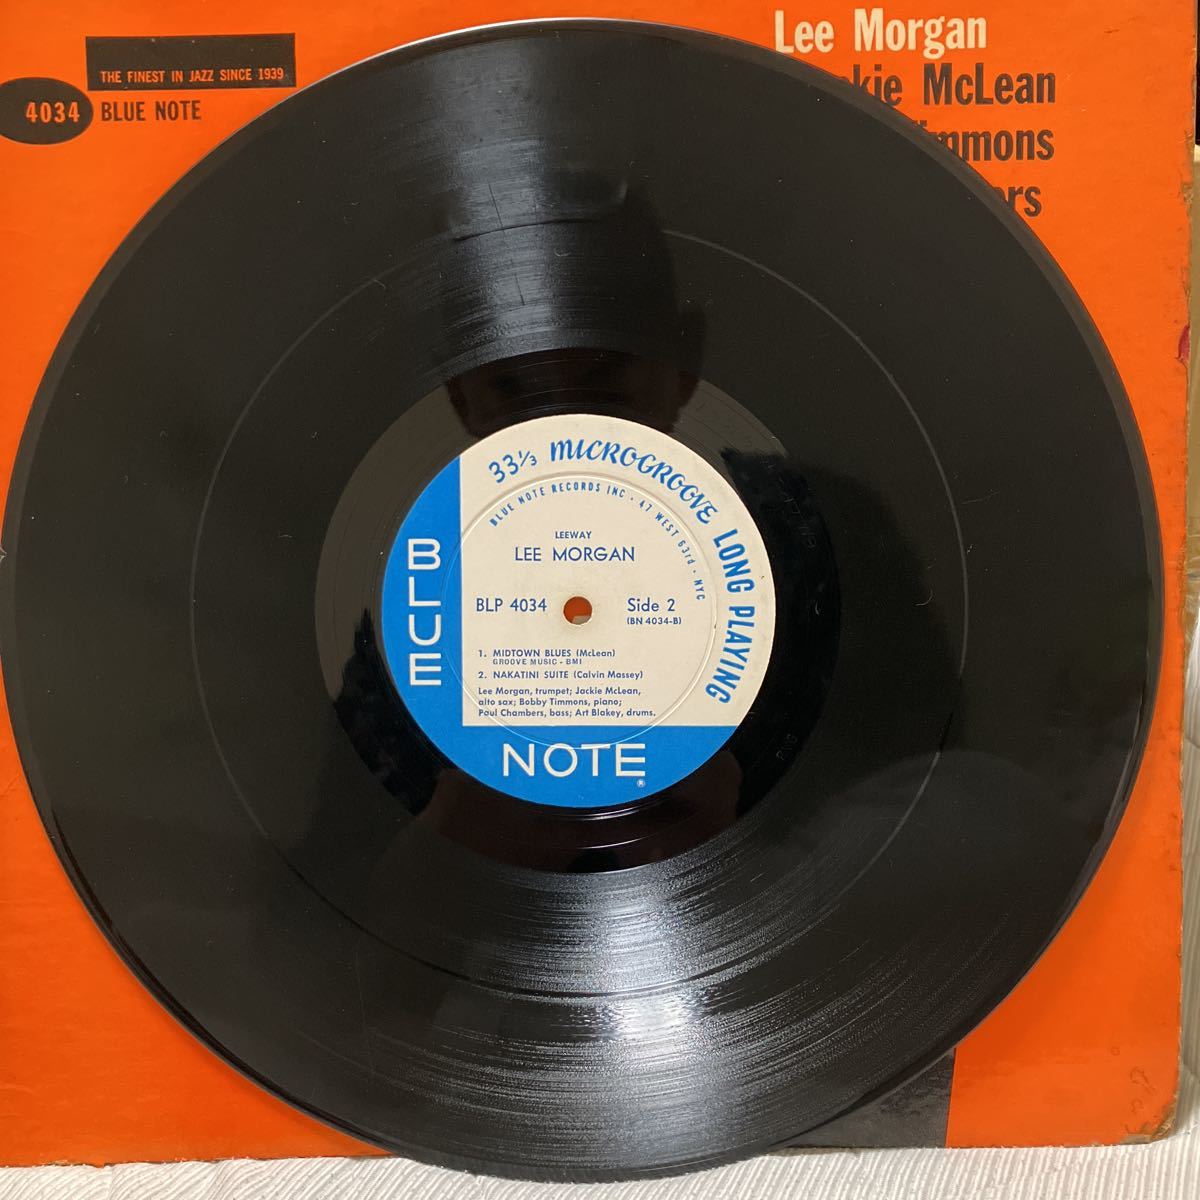 THE FINEST IN JAZZ SINCE 1939
4034 BLUE NOTE
Lee Morgan
kie McLean
immons
ers
33⅓ MICROGROOVE LONG PLAYING
BLUE NOTE RECORDS INC · 47 WEST 63rd · NYC
LEEWAY
LEE MORGAN
BLP 4034 Side 2
(BN 4034-B)
1. MIDTOWN BLUES (McLean)
GROOVE MUSIC - BMI
2. NAKATINI SUITE (Calvin Massey)
Lee Morgan, trumpet; Jackie McLean,
alto sax; Bobby Timmons, piano;
Paul Chambers, bass; Art Blakey, drums.
BLUE
NOTE
®